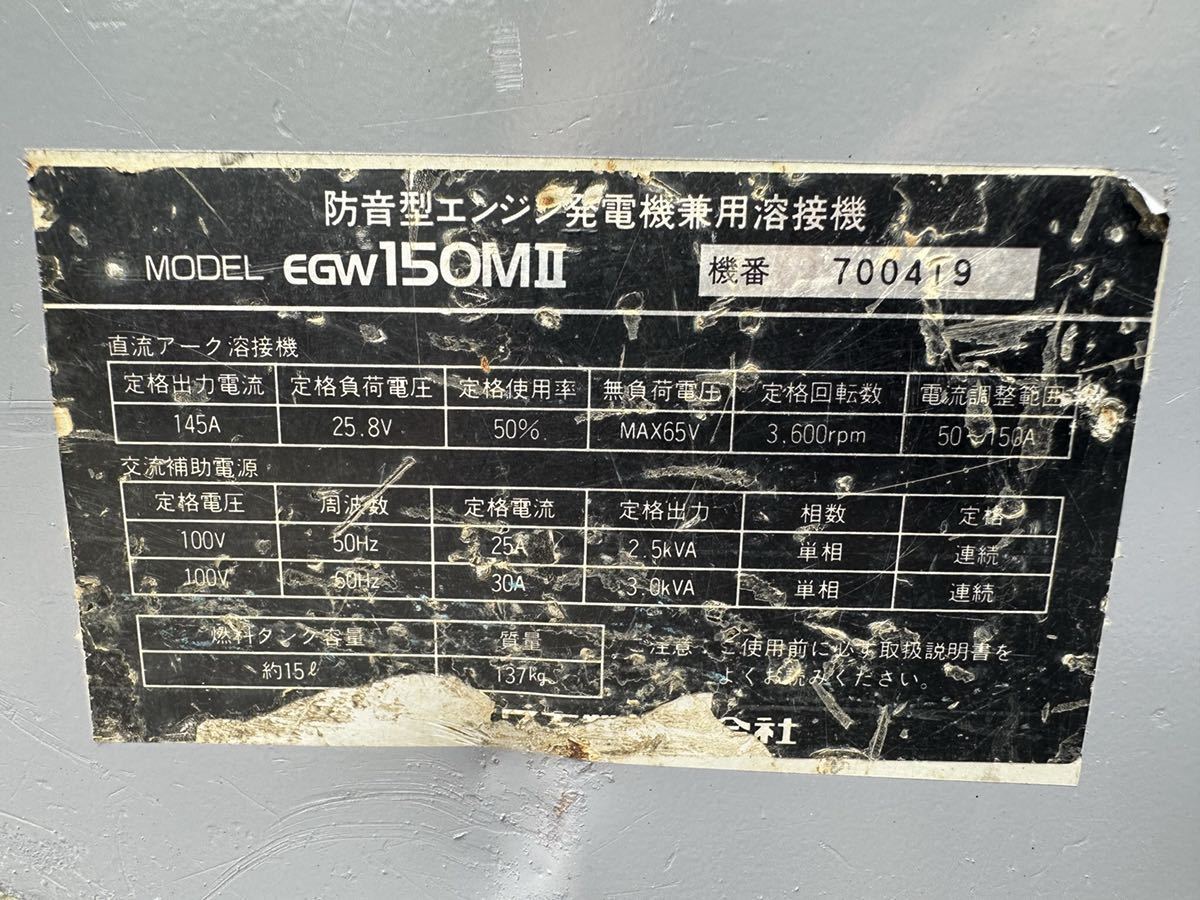 防音型エンジン発電機兼用溶接機
MODEL EGW150MII 機番 700419
直流アーク溶接機
定格出力電流 定格負荷電圧 定格使用率 無負荷電圧 定格回転数 電流調整範囲
145A 25.8V 50% MAX65V 3.600rpm 50〜150A
交流補助電源
定格電圧 周波数 定格電流 定格出力 相数 定格
100V 50Hz 25A 2.5kVA 単相 連続
100V 60Hz 30A 3.0kVA 単相 連続
燃料タンク容量 質量
約15ℓ 137kg
ご注意 ご使用前に必ず取扱説明書を
よくお読みください。
会社